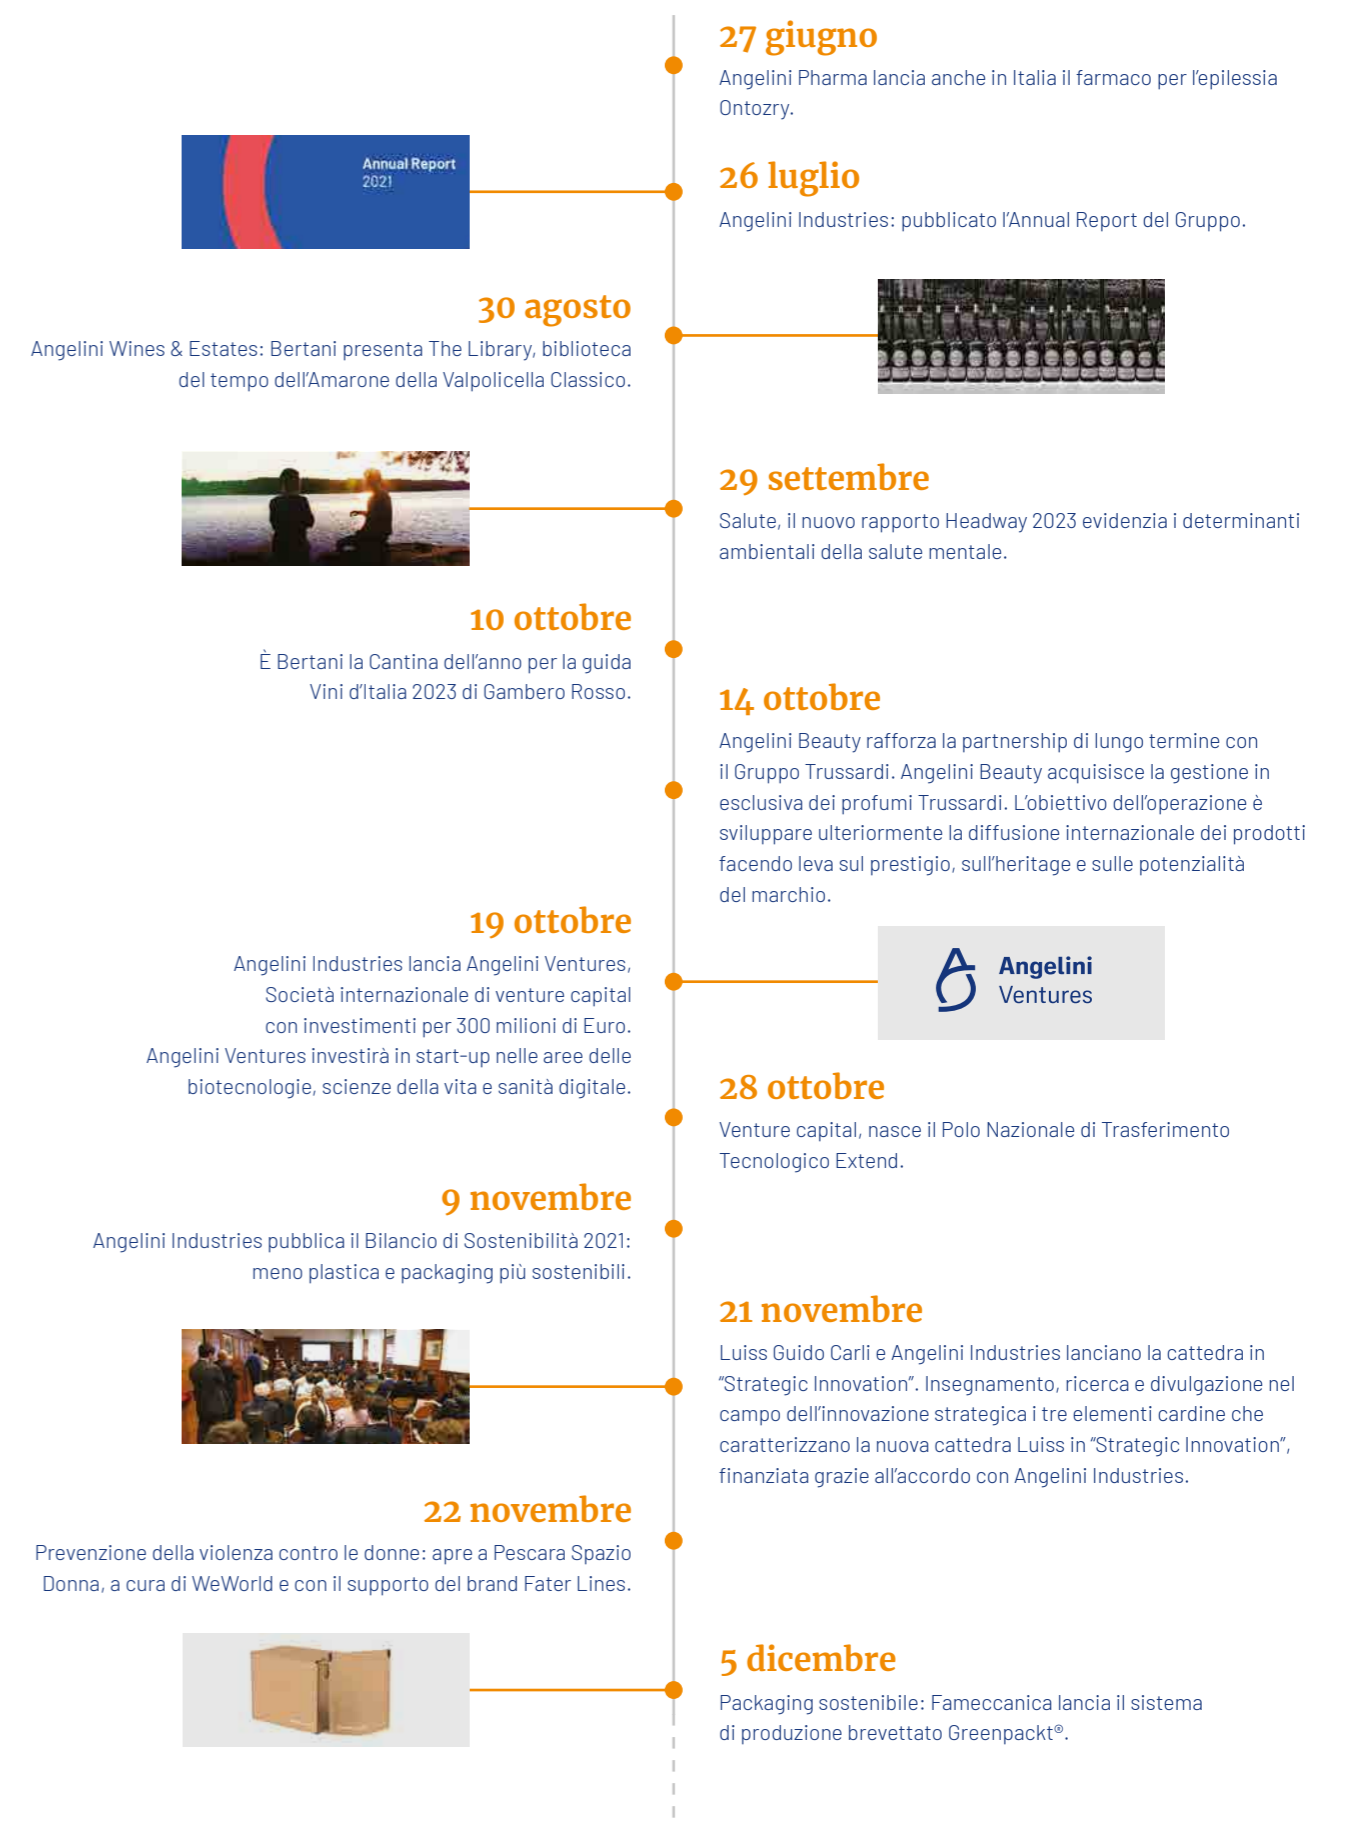 27 giugno
Angelini Pharma lancia anche in Italia il farmaco per l’epilessia
Ontozry.
Annual Report
2021
26 luglio
Angelini Industries: pubblicato l’Annual Report del Gruppo.
30 agosto
Angelini Wines & Estates: Bertani presenta The Library, biblioteca
del tempo dell’Amarone della Valpolicella Classico.
29 settembre
Salute, il nuovo rapporto Headway 2023 evidenzia i determinanti
ambientali della salute mentale.
10 ottobre
È Bertani la Cantina dell’anno per la guida
Vini d’Italia 2023 di Gambero Rosso.
14 ottobre
Angelini Beauty rafforza la partnership di lungo termine con
il Gruppo Trussardi. Angelini Beauty acquisisce la gestione in
esclusiva dei profumi Trussardi. L’obiettivo dell’operazione è
sviluppare ulteriormente la diffusione internazionale dei prodotti
facendo leva sul prestigio, sull’heritage e sulle potenzialità
del marchio.
19 ottobre
Angelini Industries lancia Angelini Ventures,
Società internazionale di venture capital
con investimenti per 300 milioni di Euro.
Angelini Ventures investirà in start-up nelle aree delle
biotecnologie, scienze della vita e sanità digitale.
Angelini
Ventures
28 ottobre
Venture capital, nasce il Polo Nazionale di Trasferimento
Tecnologico Extend.
9 novembre
Angelini Industries pubblica il Bilancio di Sostenibilità 2021:
meno plastica e packaging più sostenibili.
21 novembre
Luiss Guido Carli e Angelini Industries lanciano la cattedra in
“Strategic Innovation”. Insegnamento, ricerca e divulgazione nel
campo dell’innovazione strategica i tre elementi cardine che
caratterizzano la nuova cattedra Luiss in “Strategic Innovation”,
finanziata grazie all’accordo con Angelini Industries.
22 novembre
Prevenzione della violenza contro le donne: apre a Pescara Spazio
Donna, a cura di WeWorld e con il supporto del brand Fater Lines.
5 dicembre
Packaging sostenibile: Fameccanica lancia il sistema
di produzione brevettato Greenpackt®.